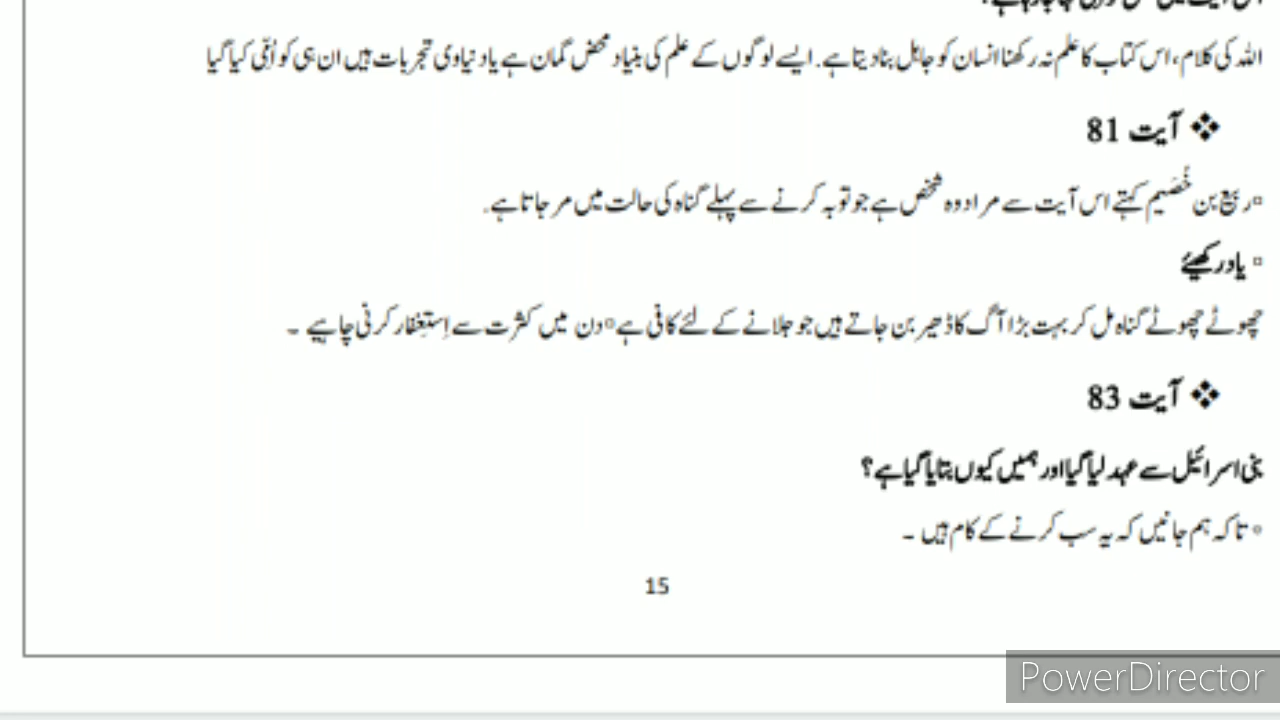 اللہ کی کلام، اس کتاب کا علم نہ رکھنا انسان کو جاہل بنا دیتا ہے۔ ایسے لوگوں کے علم کی بنیاد محض گمان ہے یا دنیاوی تجربات ہیں ان ہی کو اُمِّی کہا گیا
❖ آیت 81
▫ربیع بن خُصَیم کہتے اس آیت سے مراد وہ شخص ہے جو توبہ کرنے سے پہلے گناہ کی حالت میں مر جاتا ہے۔
▫ یاد رکھیئے
چھوٹے چھوٹے گناہ مل کر بہت بڑا آگ کا ڈھیر بن جاتے ہیں جو جلانے کے لئے کافی ہے▫دن میں کثرت سے اِستِغفار کرنی چاہیے ۔
❖ آیت 83
بنی اسرائیل سے عہد لیا گیا اور ہمیں کیوں بتایا گیا ہے؟
▫ تاکہ ہم جانیں کہ یہ سب کرنے کے کام ہیں ۔
15
PowerDirector